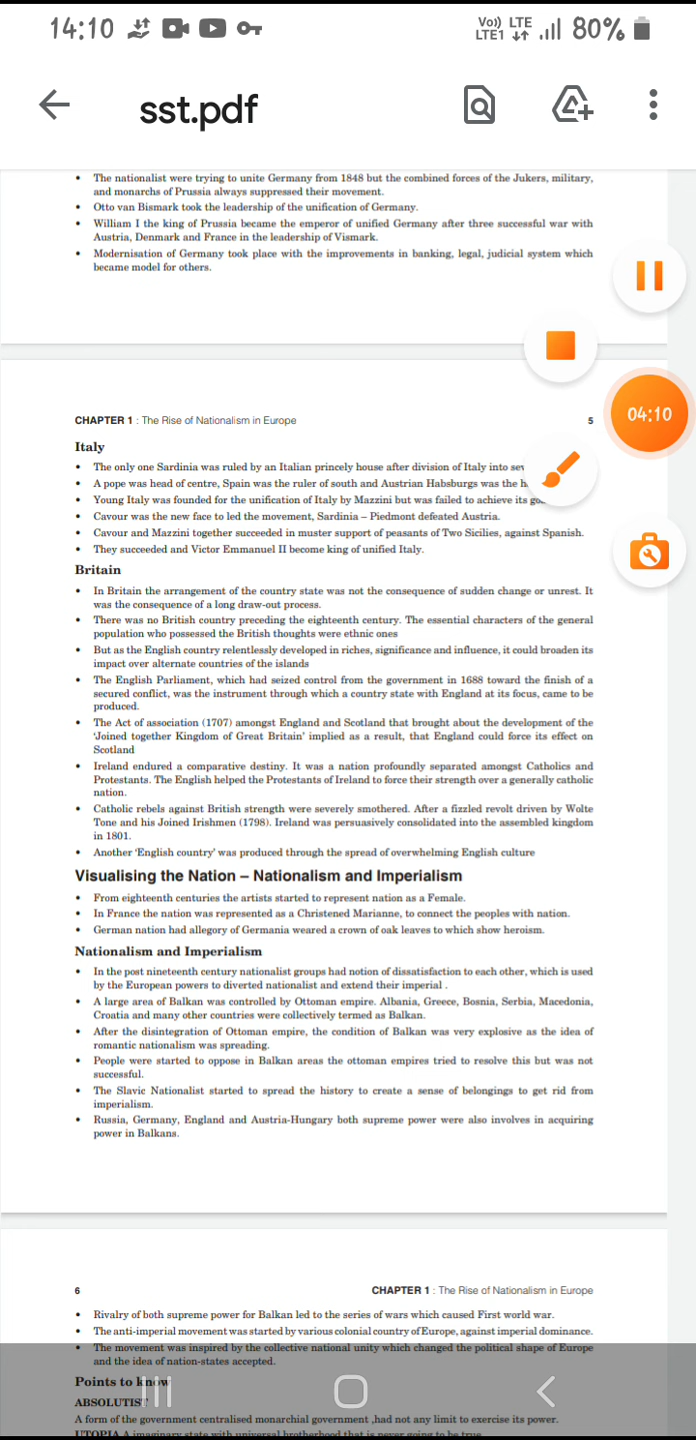 14:10
Vo)) LTE
LTE1 80%
sst.pdf
• The nationalist were trying to unite Germany from 1848 but the combined forces of the Jukers, military,
and monarchs of Prussia always suppressed their movement.
• Otto van Bismark took the leadership of the unification of Germany.
• William I the king of Prussia became the emperor of unified Germany after three successful war with
Austria, Denmark and France in the leadership of Vismark.
• Modernisation of Germany took place with the improvements in banking, legal, judicial system which
became model for others.
CHAPTER 1 : The Rise of Nationalism in Europe 5
04:10
Italy
• The only one Sardinia was ruled by an Italian princely house after division of Italy into
• A pope was head of centre, Spain was the ruler of south and Austrian Habsburgs was the
• Young Italy was founded for the unification of Italy by Mazzini but was failed to achieve its
• Cavour was the new face to led the movement, Sardinia – Piedmont defeated Austria.
• Cavour and Mazzini together succeeded in muster support of peasants of Two Sicilies, against Spanish.
• They succeeded and Victor Emmanuel II become king of unified Italy.
Britain
• In Britain the arrangement of the country state was not the consequence of sudden change or unrest. It
was the consequence of a long draw-out process.
• There was no British country preceding the eighteenth century. The essential characters of the general
population who possessed the British thoughts were ethnic ones
• But as the English country relentlessly developed in riches, significance and influence, it could broaden its
impact over alternate countries of the islands
• The English Parliament, which had seized control from the government in 1688 toward the finish of a
secured conflict, was the instrument through which a country state with England at its focus, came to be
produced.
• The Act of association (1707) amongst England and Scotland that brought about the development of the
‘Joined together Kingdom of Great Britain’ implied as a result, that England could force its effect on
Scotland
• Ireland endured a comparative destiny. It was a nation profoundly separated amongst Catholics and
Protestants. The English helped the Protestants of Ireland to force their strength over a generally catholic
nation.
• Catholic rebels against British strength were severely smothered. After a fizzled revolt driven by Wolte
Tone and his Joined Irishmen (1798). Ireland was persuasively consolidated into the assembled kingdom
in 1801.
• Another ‘English country’ was produced through the spread of overwhelming English culture
Visualising the Nation – Nationalism and Imperialism
• From eighteenth centuries the artists started to represent nation as a Female.
• In France the nation was represented as a Christened Marianne, to connect the peoples with nation.
• German nation had allegory of Germania weared a crown of oak leaves to which show heroism.
Nationalism and Imperialism
• In the post nineteenth century nationalist groups had notion of dissatisfaction to each other, which is used
by the European powers to diverted nationalist and extend their imperial .
• A large area of Balkan was controlled by Ottoman empire. Albania, Greece, Bosnia, Serbia, Macedonia,
Croatia and many other countries were collectively termed as Balkan.
• After the disintegration of Ottoman empire, the condition of Balkan was very explosive as the idea of
romantic nationalism was spreading.
• People were started to oppose in Balkan areas the ottoman empires tried to resolve this but was not
successful.
• The Slavic Nationalist started to spread the history to create a sense of belongings to get rid from
imperialism.
• Russia, Germany, England and Austria-Hungary both supreme power were also involves in acquiring
power in Balkans.
6 CHAPTER 1 : The Rise of Nationalism in Europe
• Rivalry of both supreme power for Balkan led to the series of wars which caused First world war.
• The anti-imperial movement was started by various colonial country of Europe, against imperial dominance.
• The movement was inspired by the collective national unity which changed the political shape of Europe
and the idea of nation-states accepted.
Points to know
ABSOLUTIST
A form of the government centralised monarchial government ,had not any limit to exercise its power.
UTOPIA A imaginary state with universal brotherhood that is never going to be true